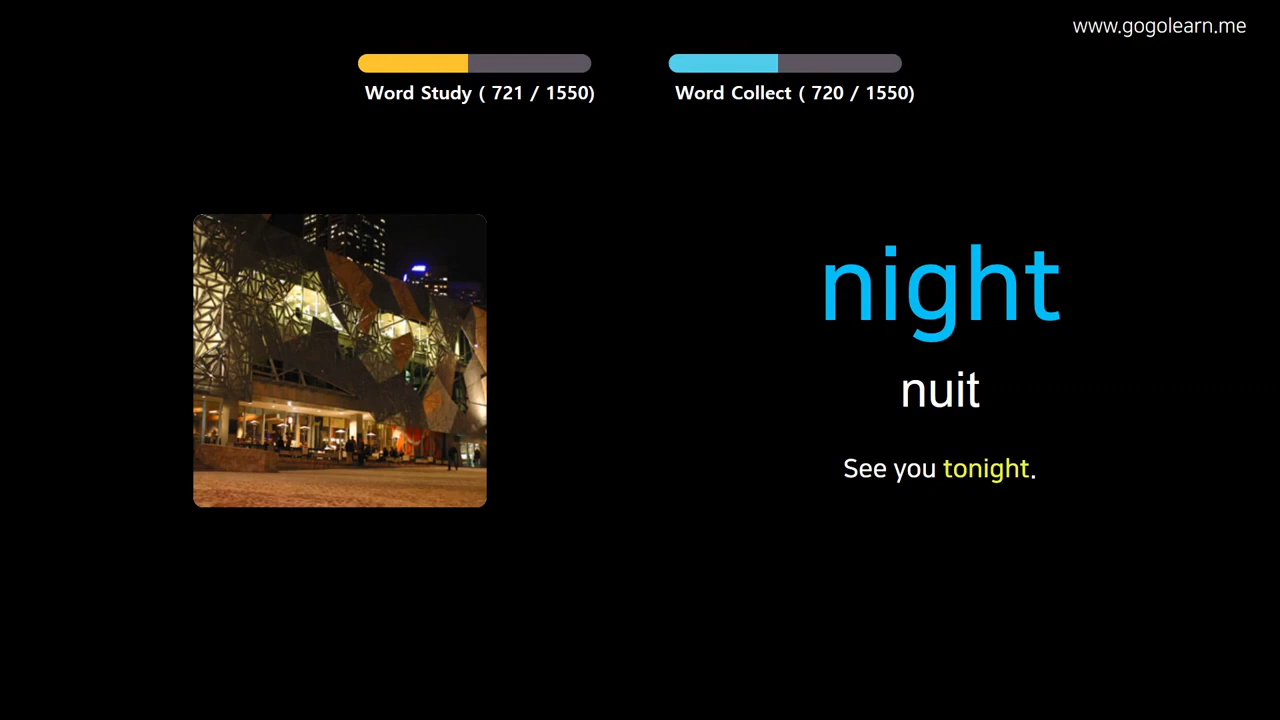 www.gogolearn.me
Word Study ( 721 / 1550)
Word Collect ( 720 / 1550)
night
nuit
See you tonight.